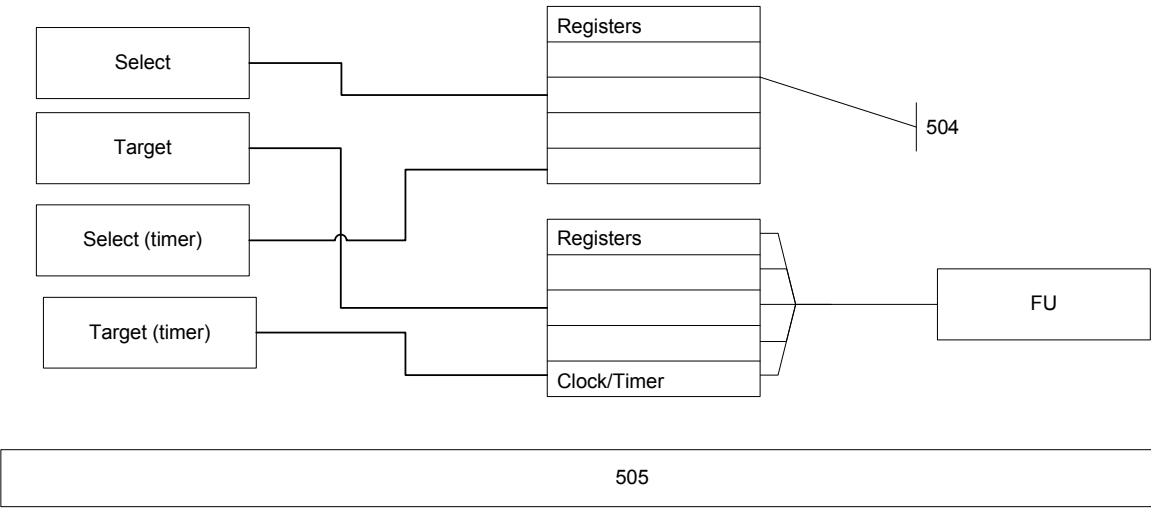 Registers
Select
504
Target
Select (timer)
Registers
Target (timer)
FU
Clock/Timer
505